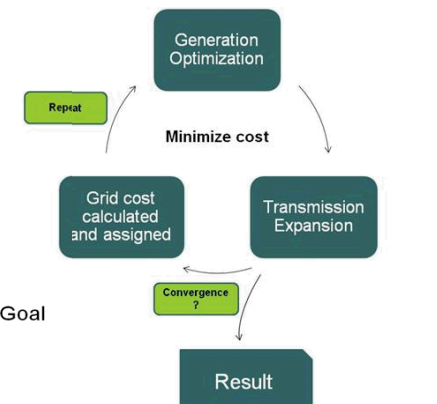 Generation
Optimization
Repeat
Minimize cost
Grid cost
calculated
and assigned
Transmission
Expansion
Convergence
?
Goal
Result